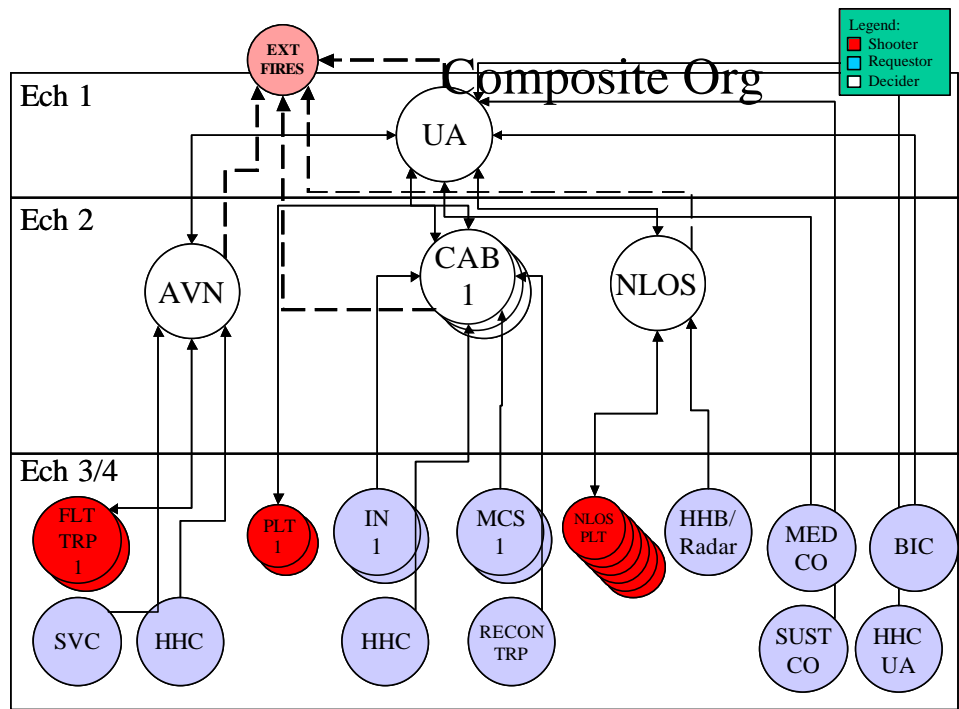 EXT
FIRES
Legend:
Shooter
Requestor
Decider
Composite Org
Ech 1
UA
Ech 2
AVN
CAB
1
NLOS
Ech 3/4
FLT
TRP
1
PLT
1
IN
1
MCS
1
NLOS
PLT
HHB/
Radar
MED
CO
BIC
SVC
HHC
HHC
RECON
TRP
SUST
CO
HHC
UA